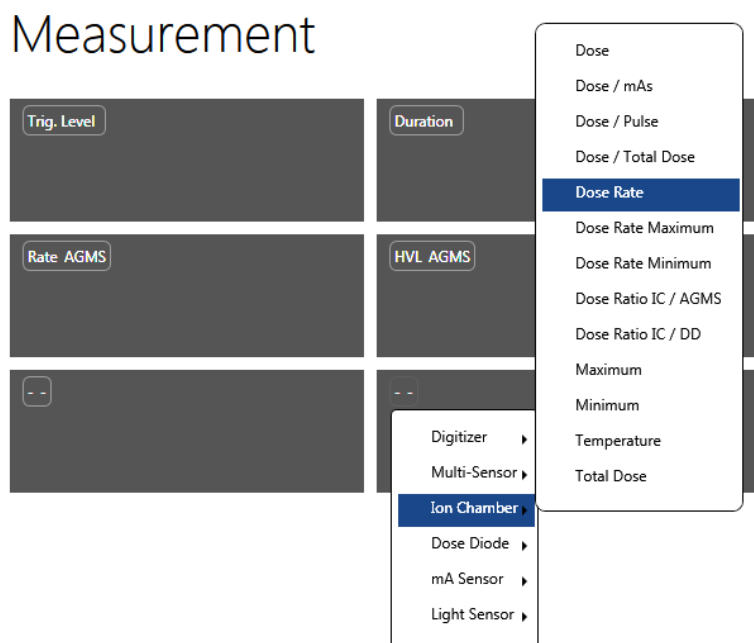 Measurement
Trig. Level
Duration
Rate AGMS
HVL AGMS
- -
- -
Digitizer
Multi-Sensor
Ion Chamber
Dose Diode
mA Sensor
Light Sensor
Dose
Dose / mAs
Dose / Pulse
Dose / Total Dose
Dose Rate
Dose Rate Maximum
Dose Rate Minimum
Dose Ratio IC / AGMS
Dose Ratio IC / DD
Maximum
Minimum
Temperature
Total Dose